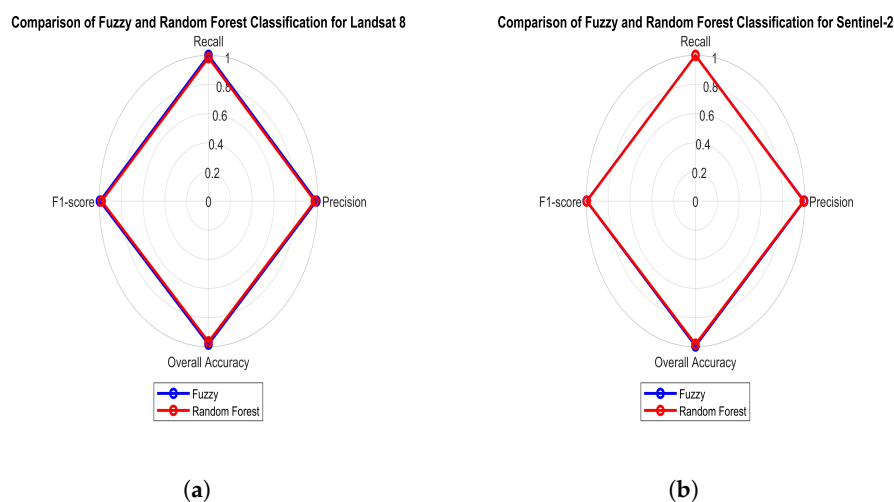 Comparison of Fuzzy and Random Forest Classification for Landsat 8
Recall
1
0.8
0.6
0.4
0.2
0
F1-score
Precision
Overall Accuracy
Fuzzy
Random Forest
(a)
Comparison of Fuzzy and Random Forest Classification for Sentinel-2
Recall
1
0.8
0.6
0.4
0.2
0
F1-score
Precision
Overall Accuracy
Fuzzy
Random Forest
(b)